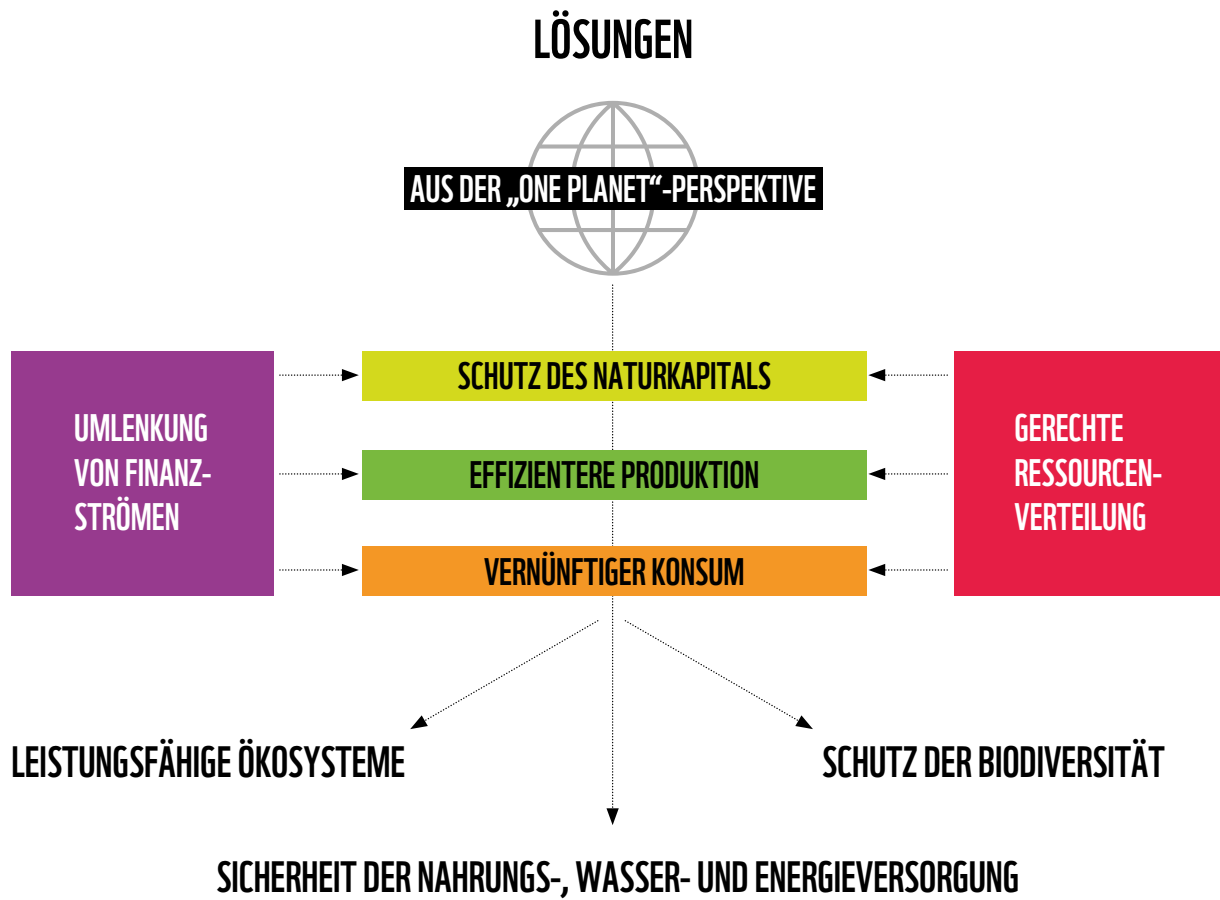 LÖSUNGEN
AUS DER „ONE PLANET“-PERSPEKTIVE
UMLENKUNG
VON FINANZ-
STRÖMEN
SCHUTZ DES NATURKAPITALS
EFFIZIENTERE PRODUKTION
VERNÜNFTIGER KONSUM
GERECHTE
RESSOURCEN-
VERTEILUNG
LEISTUNGSFÄHIGE ÖKOSYSTEME
SCHUTZ DER BIODIVERSITÄT
SICHERHEIT DER NAHRUNGS-, WASSER- UND ENERGIEVERSORGUNG